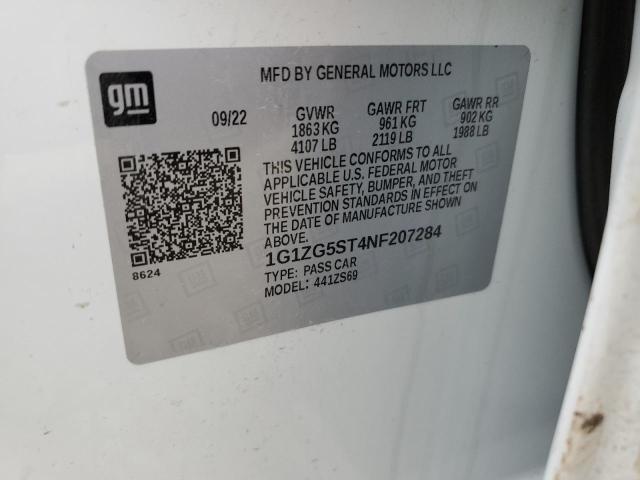 gm
MFD BY GENERAL MOTORS LLC
09/22 GVWR GAWR FRT GAWR RR
1863 KG 961 KG 902 KG
4107 LB 2119 LB 1988 LB
THIS VEHICLE CONFORMS TO ALL
APPLICABLE U.S. FEDERAL MOTOR
VEHICLE SAFETY, BUMPER, AND THEFT
PREVENTION STANDARDS IN EFFECT ON
THE DATE OF MANUFACTURE SHOWN
ABOVE.
1G1ZG5ST4NF207284
TYPE: PASS CAR
MODEL: 441ZS69
8624